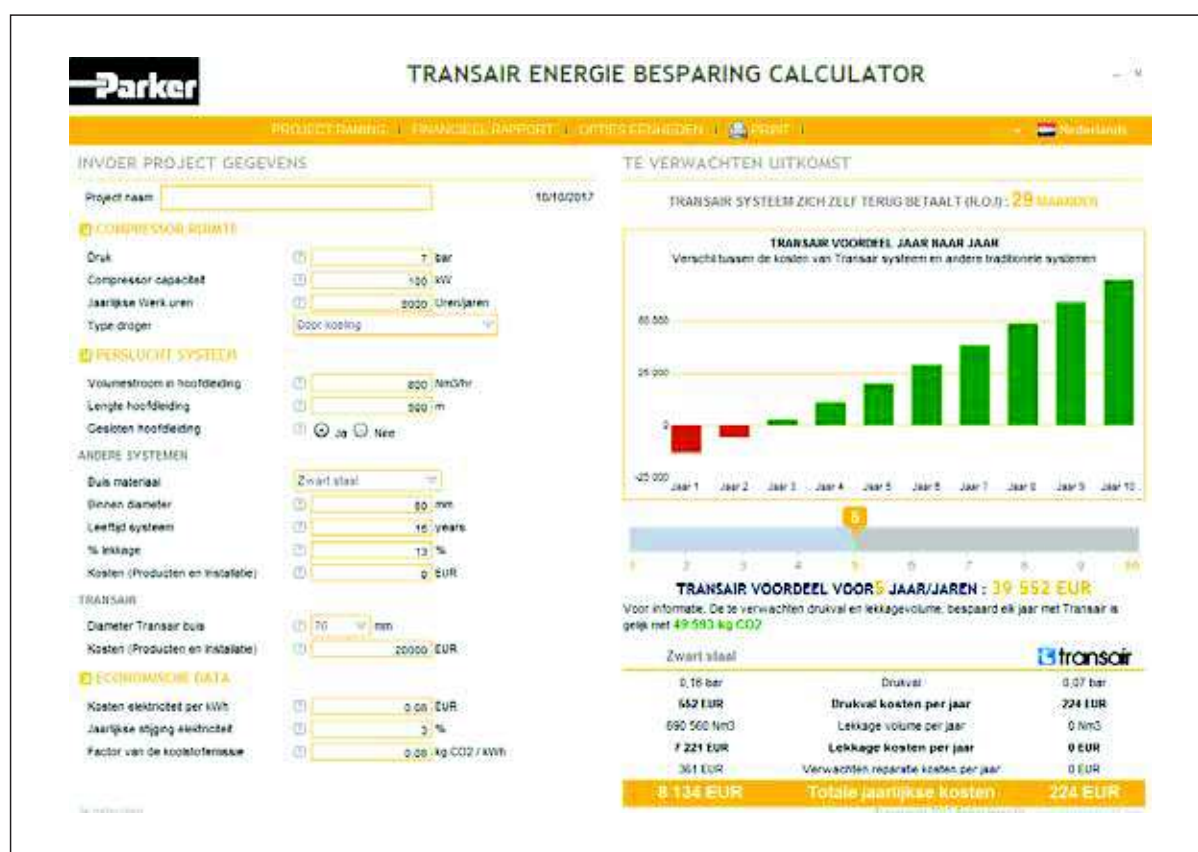 Parker
TRANSAIR ENERGIE BESPARING CALCULATOR
PROJECT RAMING | FINANCIEEL RAPPORT | OPTIES EENHEDEN | PRINT |
Nederlands
INVOER PROJECT GEGEVENS
Project naam 10/10/2017
COMPRESSOR RUIMTE
Druk 7 bar
Compressor capaciteit 100 kW
Jaarlijkse Werk uren Uren/jaren
Type droger Door koeling
PERSLUCHT SYSTEEM
Volumestroom in hoofdleiding 800 Nm3/hr
Lengte hoofdleiding 500 m
Gesloten hoofdleiding Ja Nee
ANDERE SYSTEMEN
Buis materiaal Zwart staal
Binnen diameter mm
Leeftijd systeem 15 years
% lekkage 13 %
Kosten (Producten en Installatie) 0 EUR
TRANSAIR
Diameter Transair buis 76 mm
Kosten (Producten en Installatie) 20000 EUR
ECONOMISCHE DATA
Kosten elektriciteit per kWh 0.08 EUR
Jaarlijkse stijging elektriciteit 3 %
Factor van de koolstofemissie 0.08 kg CO2 / kWh
TE VERWACHTEN UITKOMST
TRANSAIR SYSTEEM ZICH ZELF TERUG BETAALT (R.O.I) : 29 MAANDEN
TRANSAIR VOORDEEL JAAR NAAR JAAR
Verschil tussen de kosten van Transair systeem en andere traditionele systemen
25 000
0
-25 000
Jaar 1 Jaar 2 Jaar 3 Jaar 4 Jaar 5 Jaar 6 Jaar 7 Jaar 8 Jaar 9 Jaar 10
5
1 2 3 4 5 6 7 8 9 10
TRANSAIR VOORDEEL VOOR 5 JAAR/JAREN : 39 552 EUR
Voor informatie. De te verwachten drukval en lekkagevolume, bespaard elk jaar met Transair is
gelijk met 49 593 kg CO2
Zwart staal transair
0,16 bar Drukval 0,07 bar
552 EUR Drukval kosten per jaar 224 EUR
690 560 Nm3 Lekkage volume per jaar 0 Nm3
7 221 EUR Lekkage kosten per jaar 0 EUR
361 EUR Verwachten reparatie kosten per jaar 0 EUR
8 134 EUR Totale jaarlijkse kosten 224 EUR